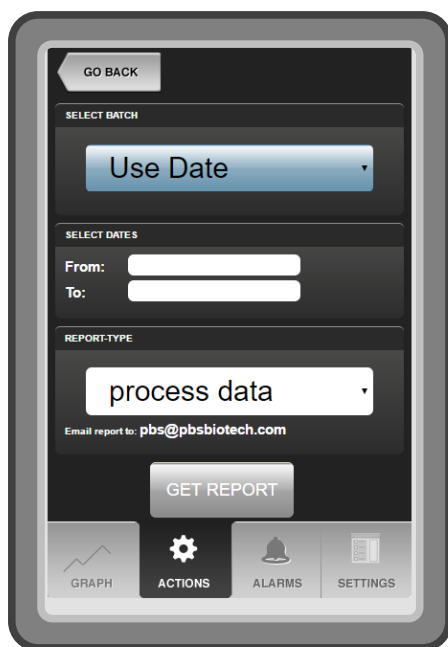 GO BACK
SELECT BATCH
Use Date
SELECT DATES
From:
To:
REPORT-TYPE
process data
Email report to: pbs@pbsbiotech.com
GET REPORT
GRAPH ACTIONS ALARMS SETTINGS